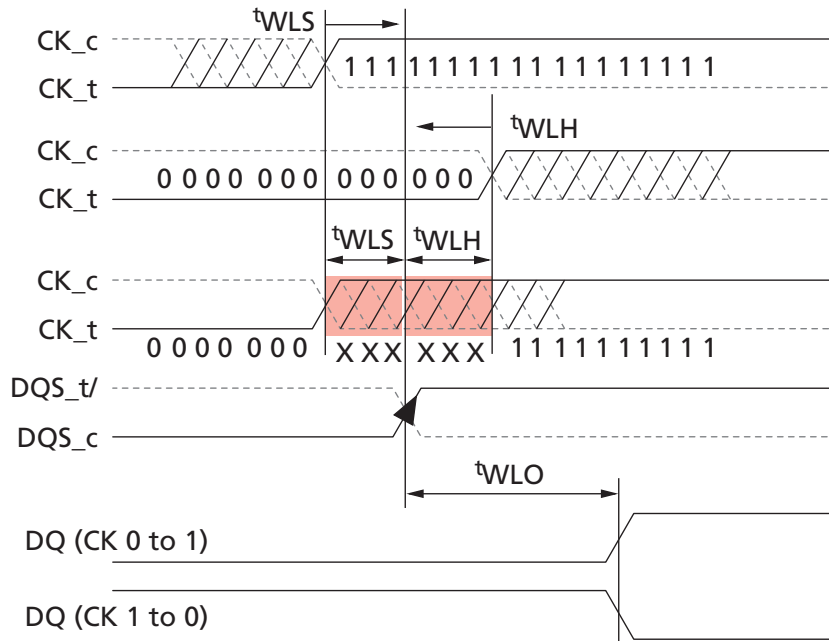 tWLS
CK_c
1 1 1 1 1 1 1 1 1 1 1 1 1 1 1 1 1
CK_t
tWLH
CK_c
0 0 0 0 0 0 0 0 0 0 0 0 0
CK_t
tWLS tWLH
CK_c
CK_t
0 0 0 0 0 0 0 X X X X X X 1 1 1 1 1 1 1 1 1
DQS_t/
DQS_c
tWLO
DQ (CK 0 to 1)
DQ (CK 1 to 0)